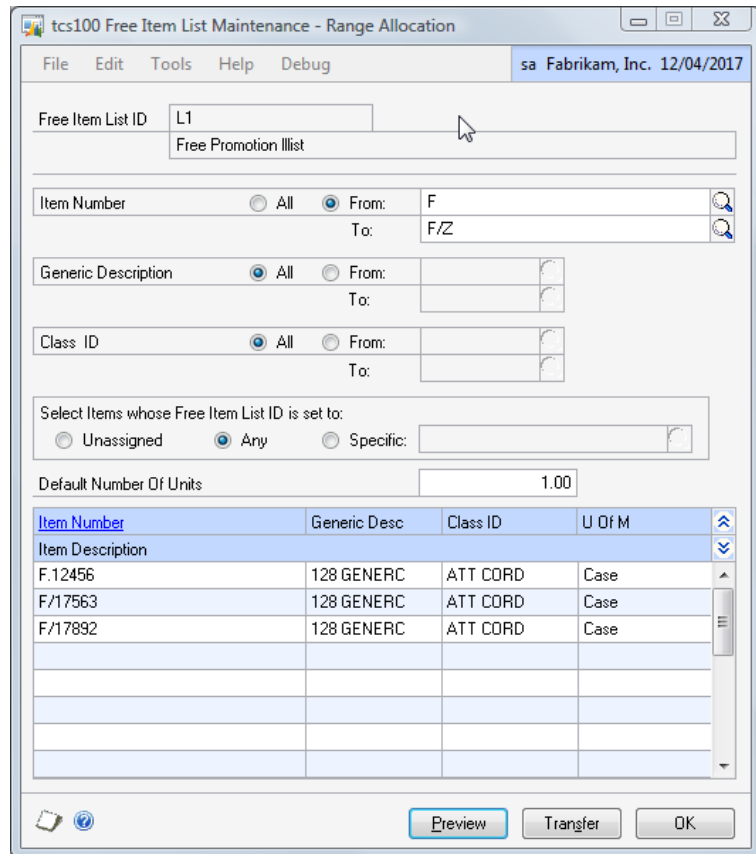 tcs100 Free Item List Maintenance - Range Allocation
File Edit Tools Help Debug sa Fabrikam, Inc. 12/04/2017
Free Item List ID L1
Free Promotion Illist
Item Number All From: F
To: F/Z
Generic Description All From:
To:
Class ID All From:
To:
Select Items whose Free Item List ID is set to:
Unassigned Any Specific:
Default Number Of Units 1.00
Item Number Generic Desc Class ID U Of M
Item Description
F.12456 128 GENERC ATT CORD Case
F/17563 128 GENERC ATT CORD Case
F/17892 128 GENERC ATT CORD Case
Preview Transfer OK